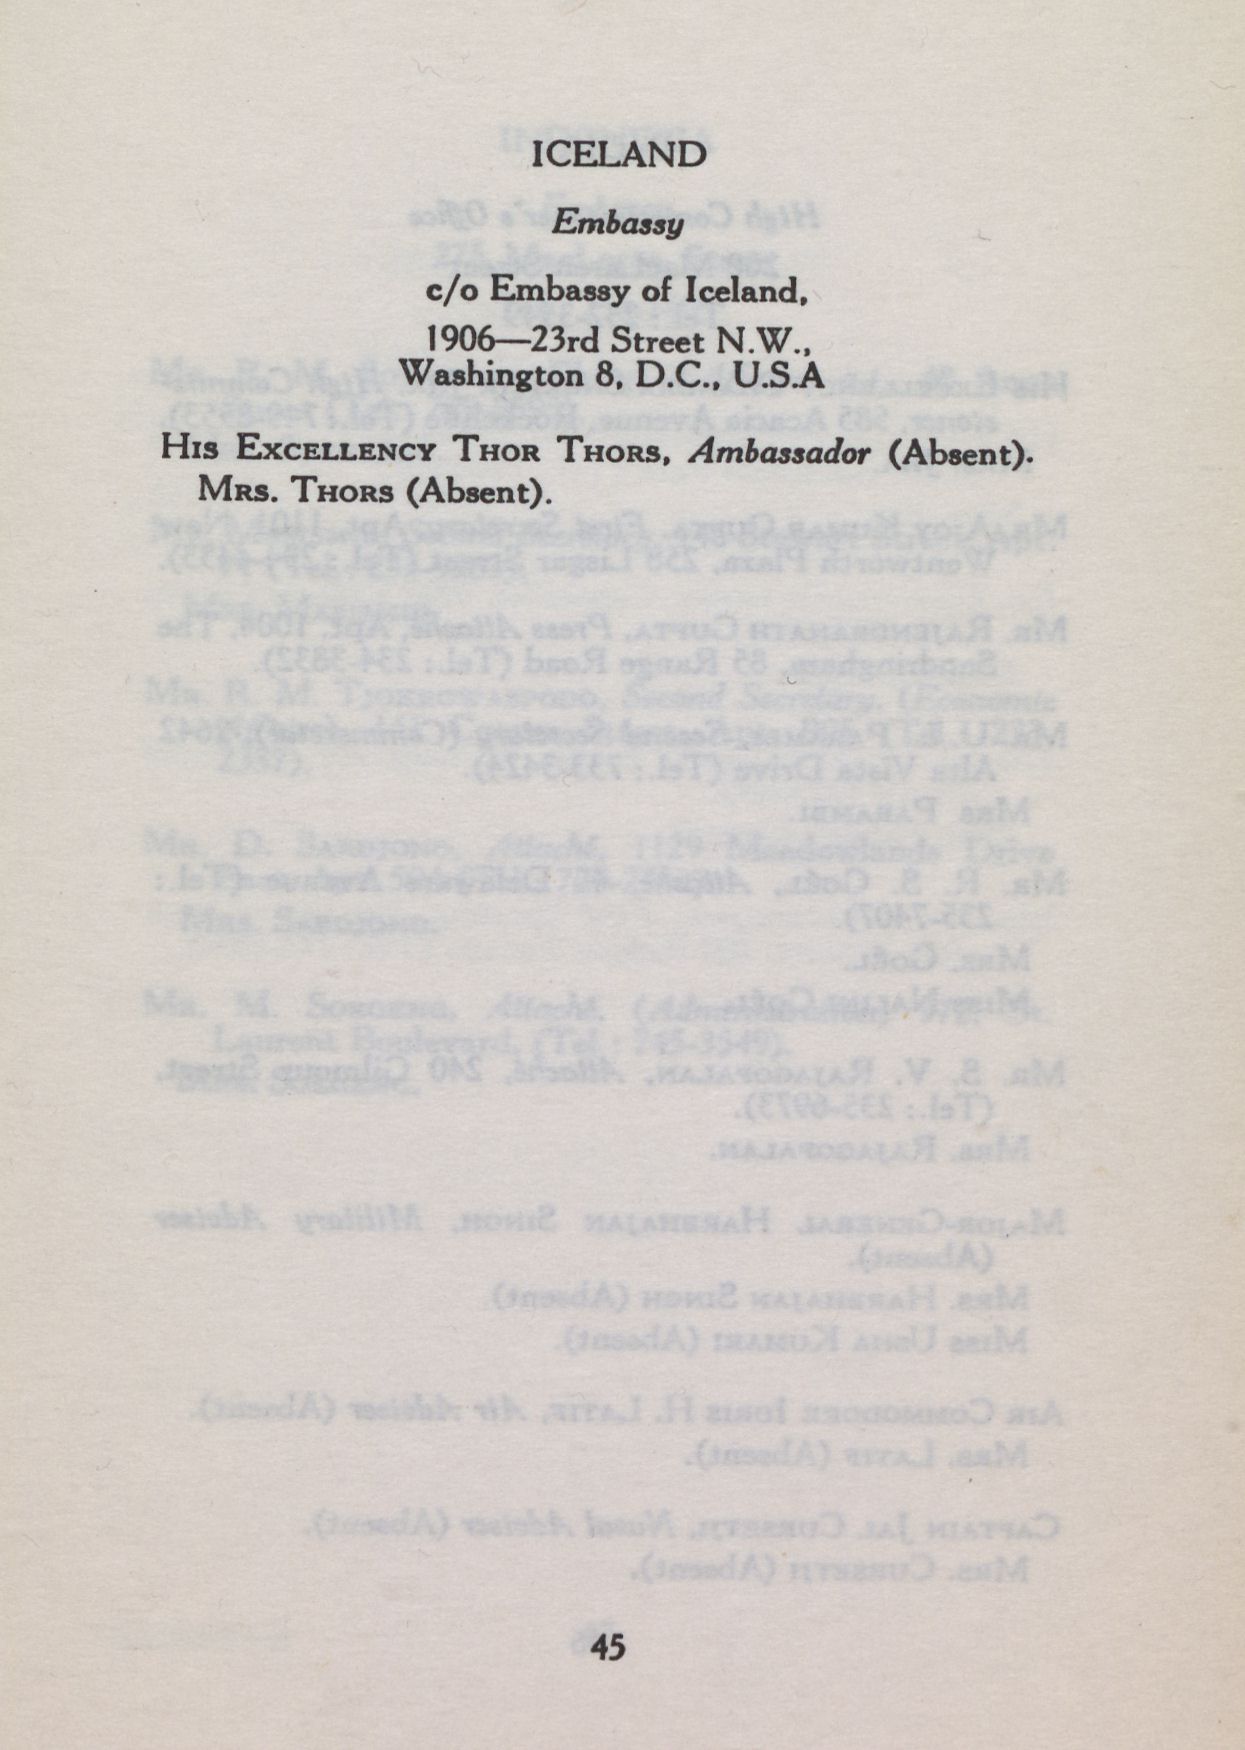 ICELAND
Embassy
c/o Embassy of Iceland,
1906—23rd Street N.W.,
Washington 8, D.C., U.S.A
HIS EXCELLENCY THOR THORS, Ambassador (Absent).
MRS. THORS (Absent).
45